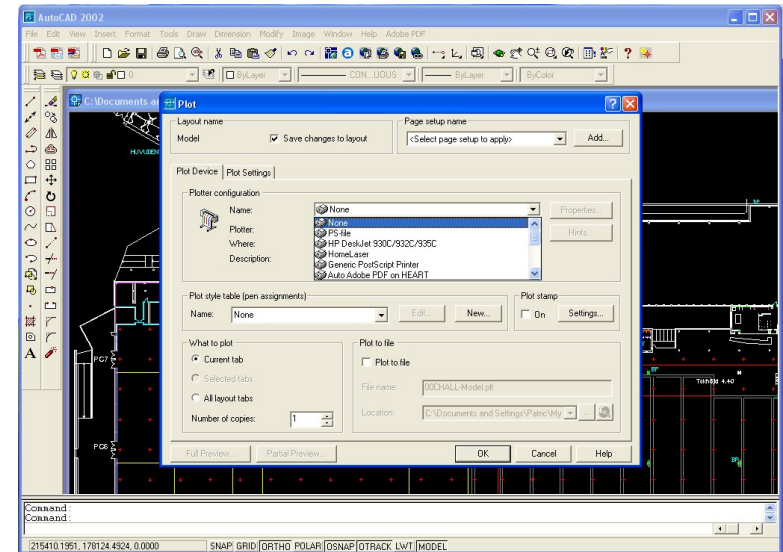 AutoCAD 2002
File Edit View Insert Format Tools Draw Dimension Modify Image Window Help Adobe PDF
0 ByLayer CON...UOUS ByLayer ByColor
C:\Documents a
Plot
Layout name
Model
Save changes to layout
Page setup name
<Select page setup to apply>
Add...
Plot Device Plot Settings
Plotter configuration
Name: None Properties...
Plotter:
Where:
Description:
None
PS-file
HP DeskJet 930C/932C/935C
HomeLaser
Generic PostScript Printer
Auto Adobe PDF on HEART
Hints...
Plot style table (pen assignments)
Name: None Edit... New...
Plot stamp
On Settings...
What to plot
Current tab
Selected tabs
All layout tabs
Number of copies: 1
Plot to file
Plot to file
File name: 00CHALL-Model.plt
Location: C:\Documents and Settings\Patric\My ...
Full Preview... Partial Preview... OK Cancel Help
PG7
PG8
BP
BP
BP
Command:
Command:
215410.1951, 178124.4924, 0.0000 SNAP GRID ORTHO POLAR OSNAP OTRACK LWT MODEL